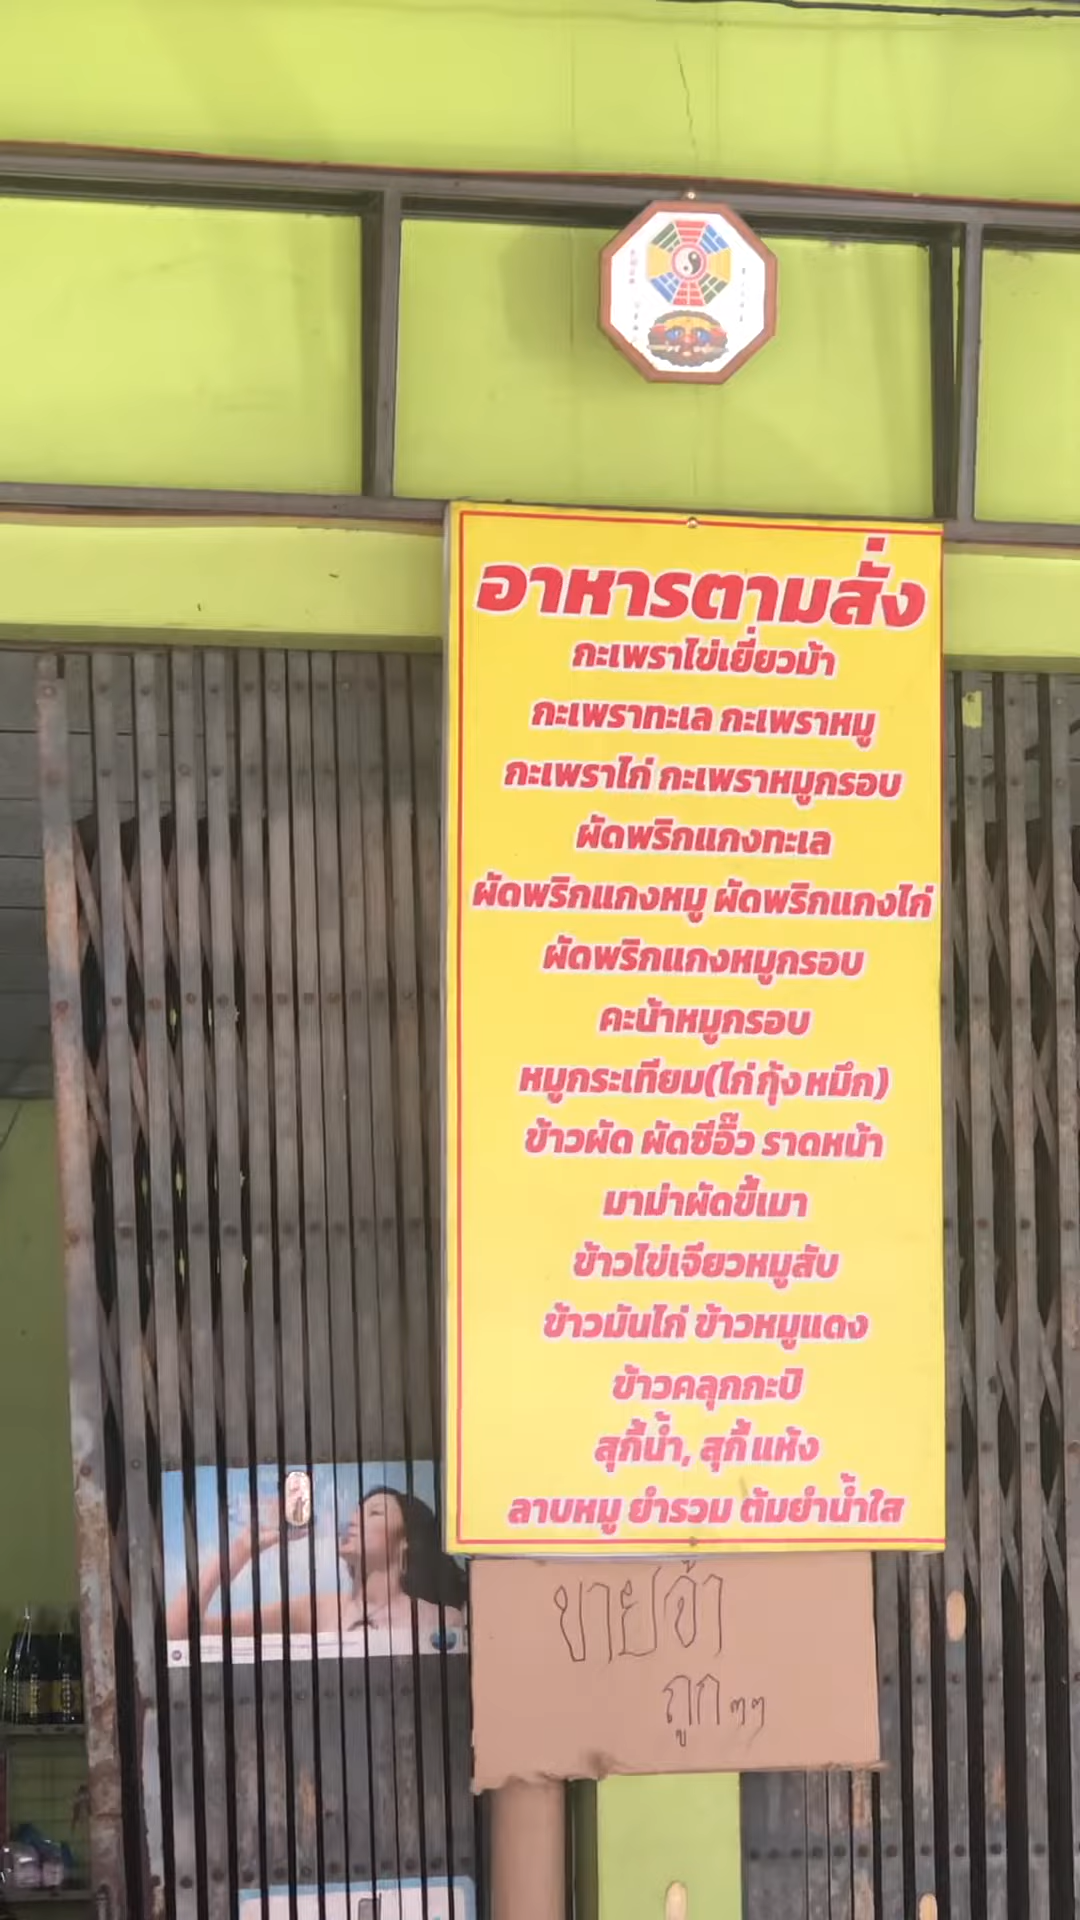 อาหารตามสั่ง
กะเพราไข่เยี่ยวม้า
กะเพราทะเล กะเพราหมู
กะเพราไก่ กะเพราหมูกรอบ
ผัดพริกแกงทะเล
ผัดพริกแกงหมู ผัดพริกแกงไก่
ผัดพริกแกงหมูกรอบ
คะน้าหมูกรอบ
หมูกระเทียม(ไก่ กุ้ง หมึก)
ข้าวผัด ผัดซีอิ๊ว ราดหน้า
มาม่าผัดขี้เมา
ข้าวไข่เจียวหมูสับ
ข้าวมันไก่ ข้าวหมูแดง
ข้าวคลุกกะปิ
สุกี้น้ำ, สุกี้แห้ง
ลาบหมู ยำรวม ต้มยำน้ำใส
ขายจ้า
ถูกๆๆ